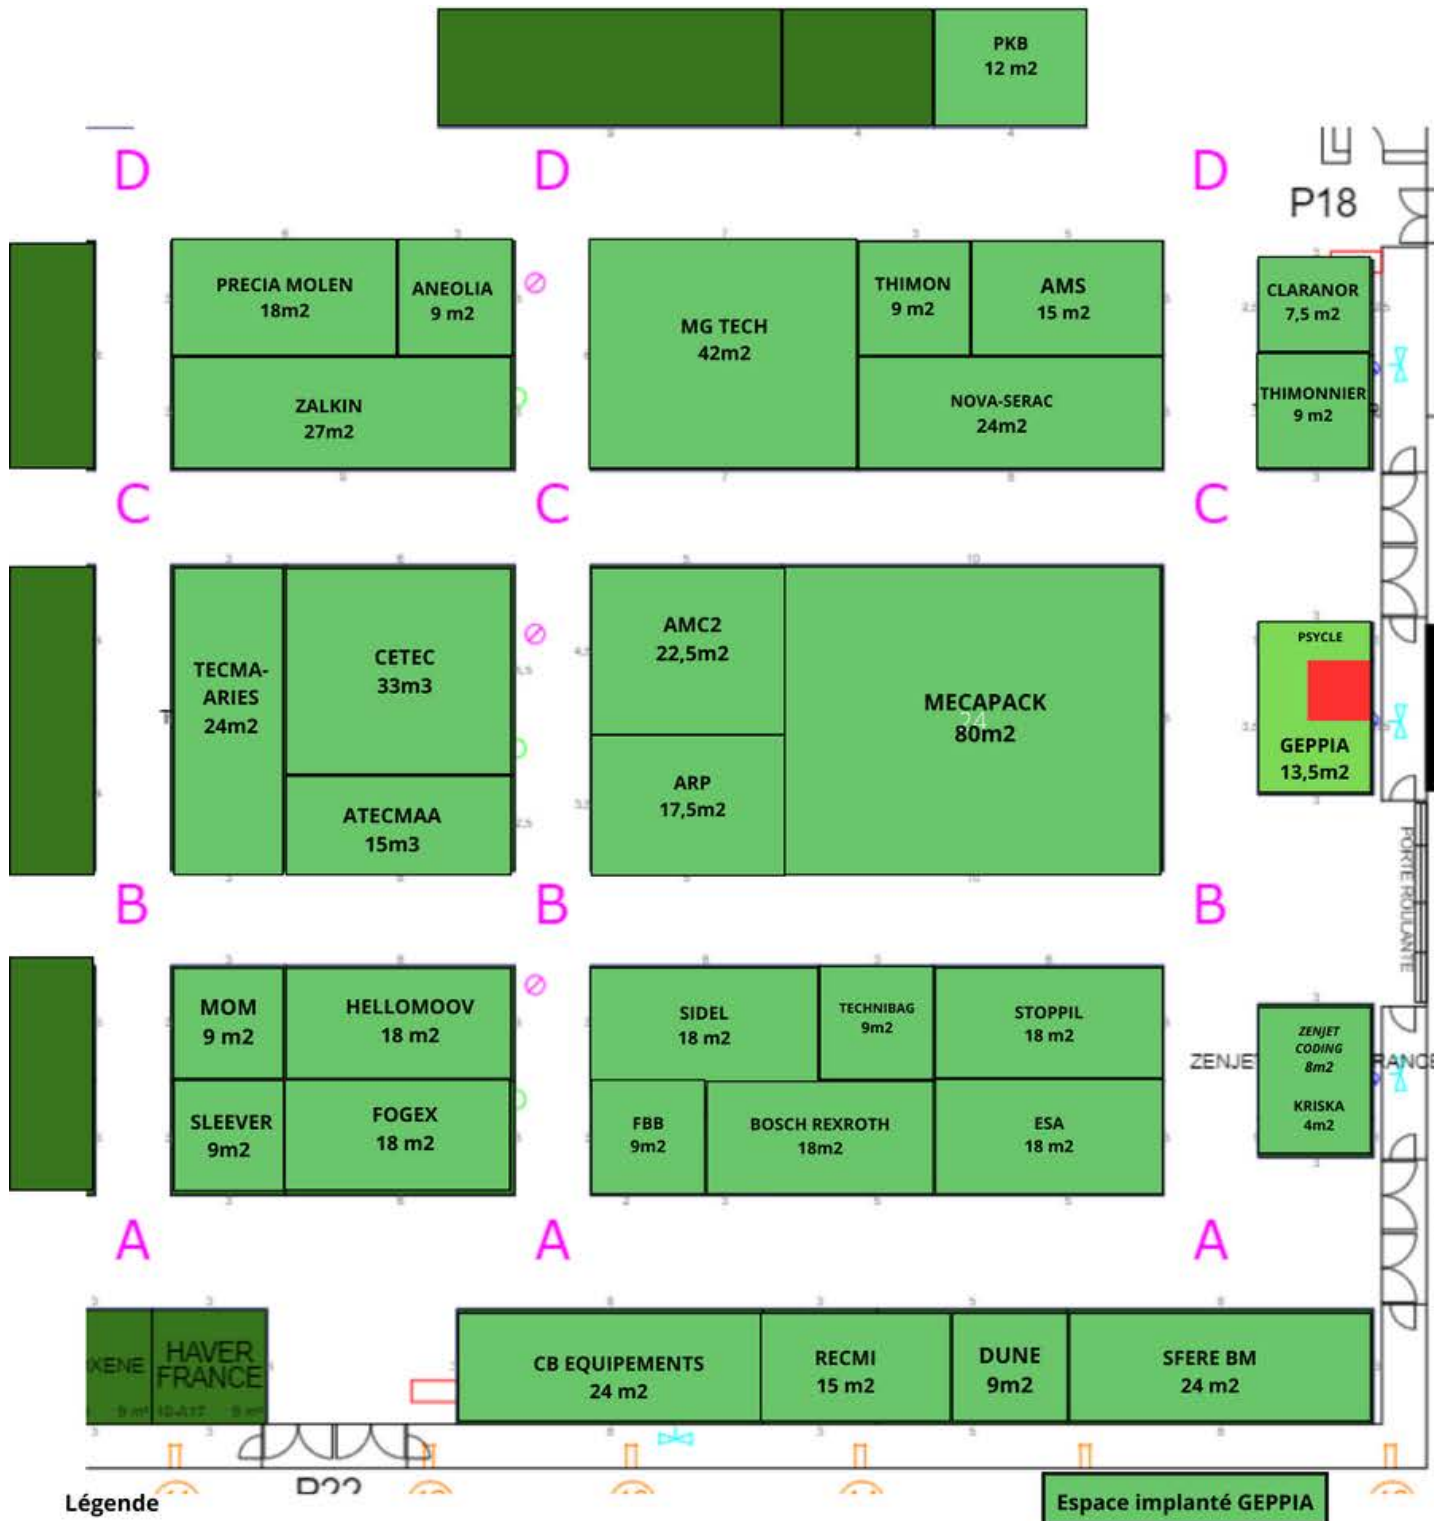 PKB
12 m2
D
D
D
P18
PRECIA MOLEN
18m2
ANEOLIA
9 m2
ZALKIN
27m2
MG TECH
42m2
THIMON
9 m2
AMS
15 m2
NOVA-SERAC
24m2
CLARANOR
7,5 m2
THIMONNIER
9 m2
C
C
C
TECMA-
ARIES
24m2
CETEC
33m3
ATECMAA
15m3
AMC2
22,5m2
ARP
17,5m2
MECAPACK
24
80m2
PSYCLE
GEPPIA
13,5m2
PORTE ROULANTE
B
B
B
MOM
9 m2
HELLOMOOV
18 m2
SLEEVER
9m2
FOGEX
18 m2
SIDEL
18 m2
TECHNIBAG
9m2
STOPPIL
18 m2
FBB
9m2
BOSCH REXROTH
18m2
ESA
18 m2
ZENJET
RANCE
ZENJET
CODING
8m2
KRISKA
4m2
A
A
A
KENE
HAVER
FRANCE
CB EQUIPEMENTS
24 m2
RECMI
15 m2
DUNE
9m2
SFERE BM
24 m2
Légende
Espace implanté GEPPIA